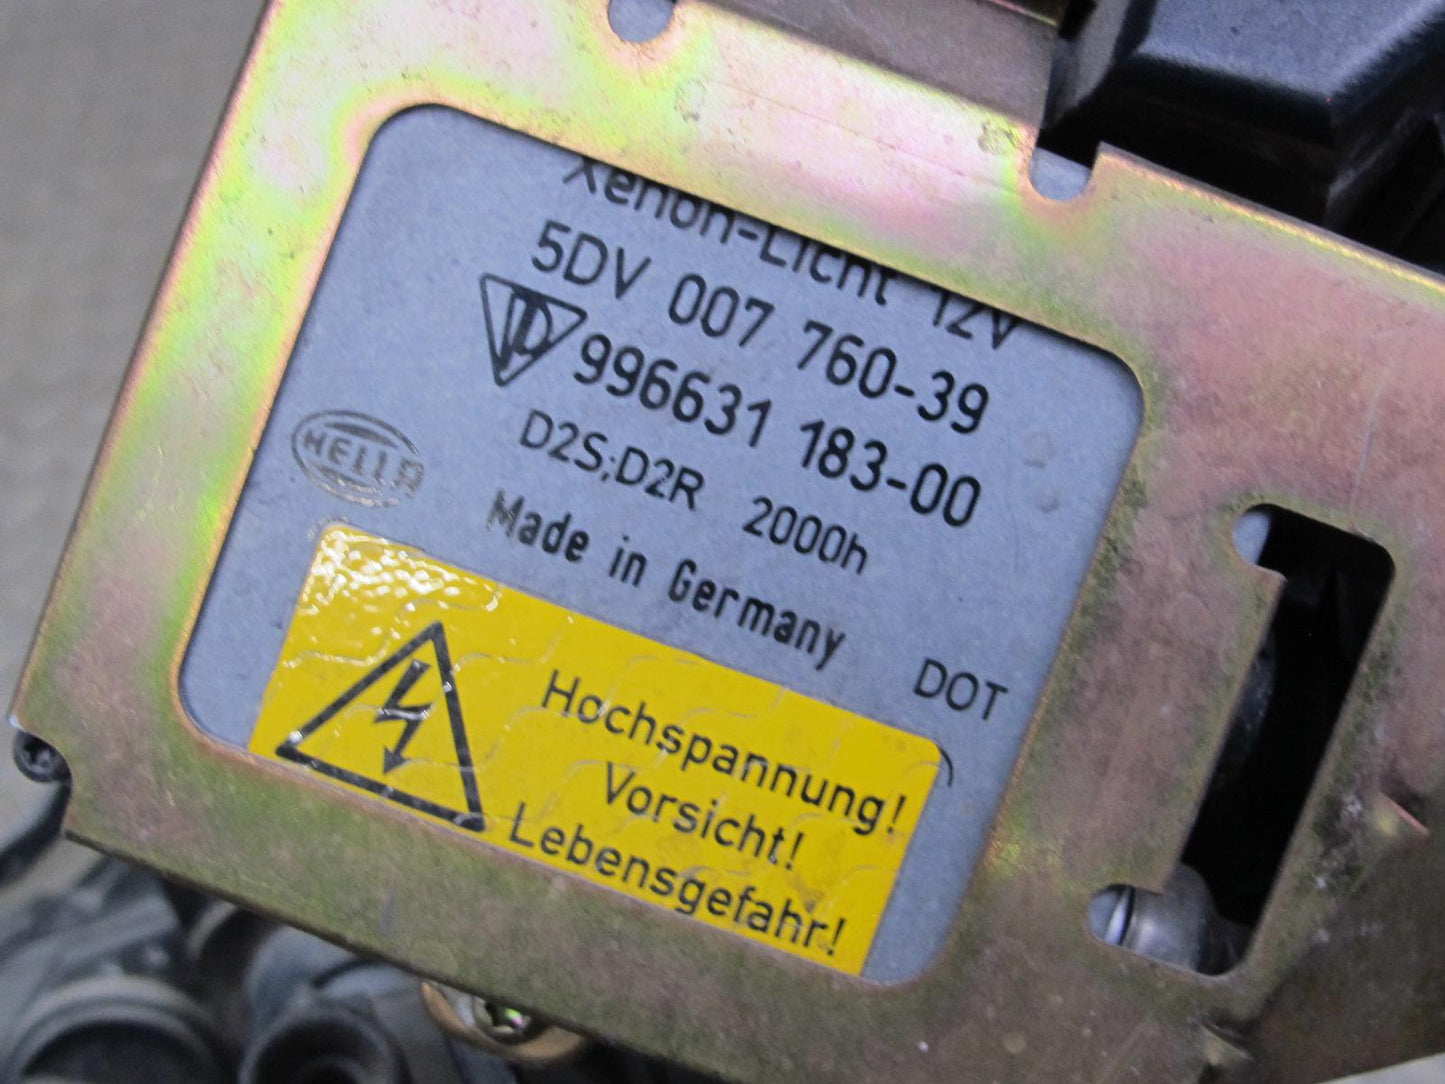 Xenon-Licht 12V
5DV 007 760-39
996631 183-00
HELLA
D2S;D2R 2000h
Made in Germany
DOT
Hochspannung!
Vorsicht!
Lebensgefahr!